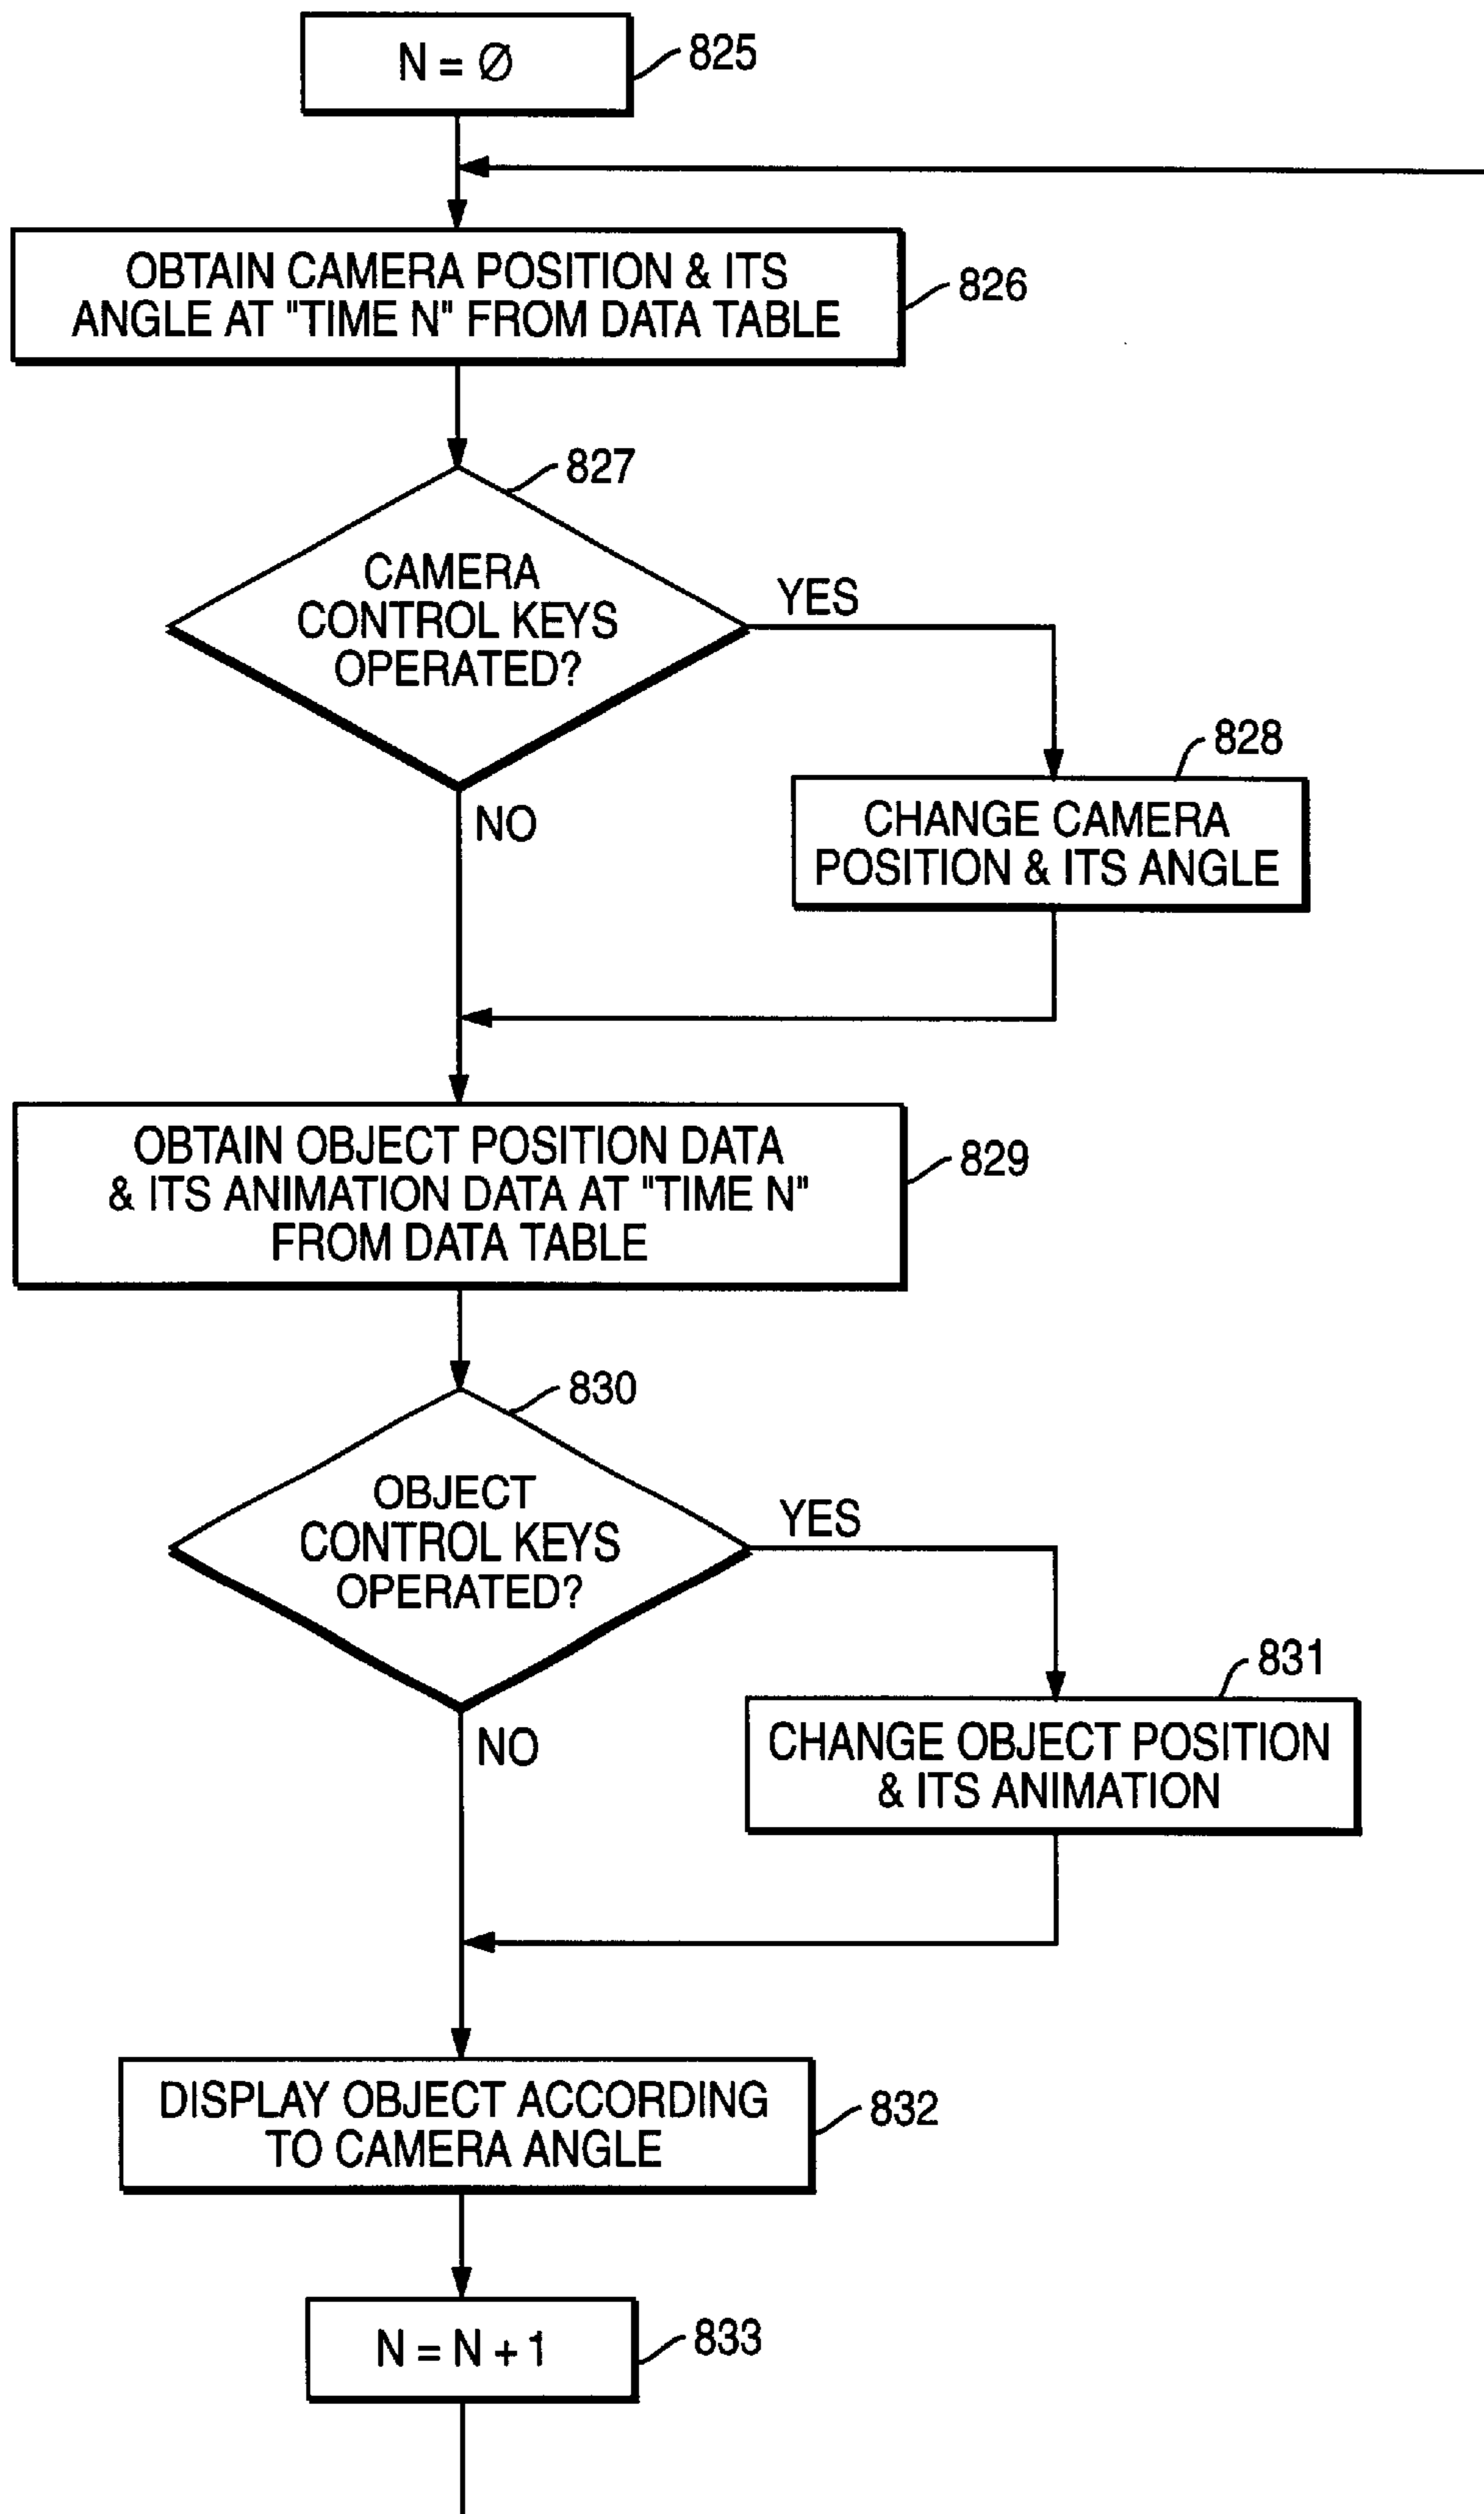 N = Ø
825
OBTAIN CAMERA POSITION & ITS
ANGLE AT "TIME N" FROM DATA TABLE
826
827
CAMERA
CONTROL KEYS
OPERATED?
YES
828
CHANGE CAMERA
POSITION & ITS ANGLE
NO
OBTAIN OBJECT POSITION DATA
& ITS ANIMATION DATA AT "TIME N"
FROM DATA TABLE
829
830
OBJECT
CONTROL KEYS
OPERATED?
YES
831
CHANGE OBJECT POSITION
& ITS ANIMATION
NO
DISPLAY OBJECT ACCORDING
TO CAMERA ANGLE
832
N = N + 1
833